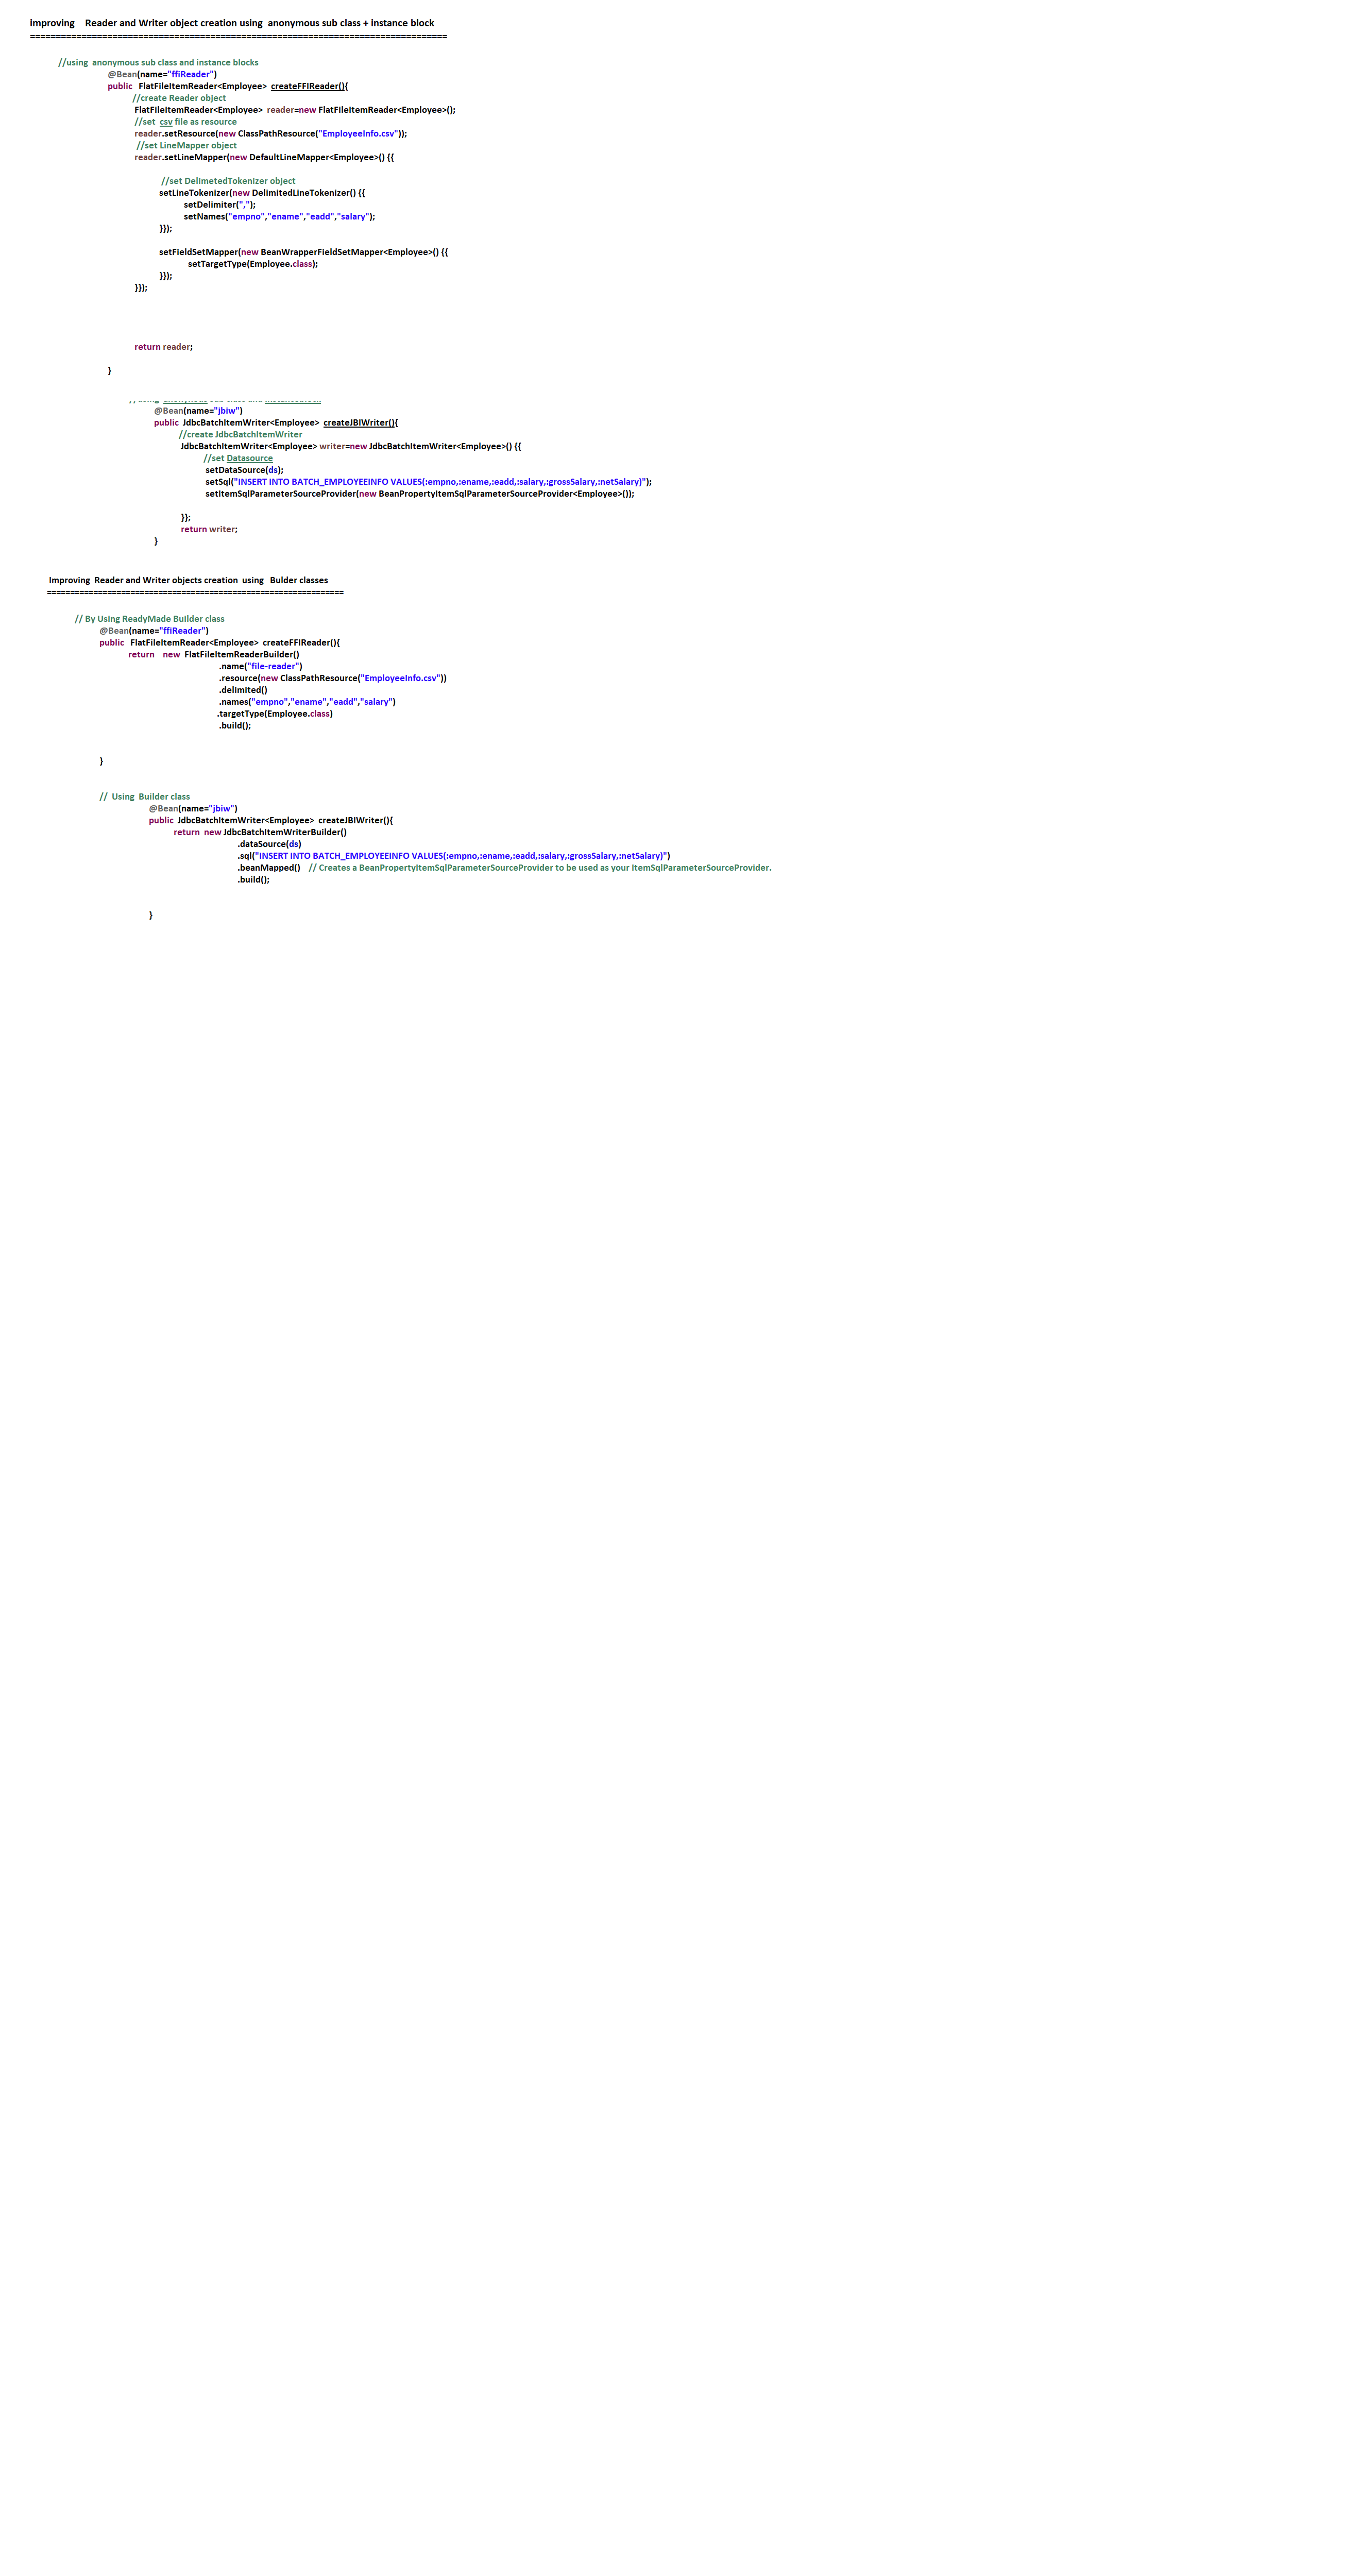 improving Reader and Writer object creation using anonymous sub class + instance block
=================================================================================
//using anonymous sub class and instance blocks
@Bean(name="ffiReader")
public FlatFileItemReader<Employee> createFFIReader(){
//create Reader object
FlatFileItemReader<Employee> reader=new FlatFileItemReader<Employee>();
//set csv file as resource
reader.setResource(new ClassPathResource("EmployeeInfo.csv"));
//set LineMapper object
reader.setLineMapper(new DefaultLineMapper<Employee>() {{
//set DelimetedTokenizer object
setLineTokenizer(new DelimitedLineTokenizer() {{
setDelimiter(",");
setNames("empno","ename","eadd","salary");
}});
setFieldSetMapper(new BeanWrapperFieldSetMapper<Employee>() {{
setTargetType(Employee.class);
}});
}});
return reader;
}
@Bean(name="jbiw")
public JdbcBatchItemWriter<Employee> createJBIWriter(){
//create JdbcBatchItemWriter
JdbcBatchItemWriter<Employee> writer=new JdbcBatchItemWriter<Employee>() {{
//set Datasource
setDataSource(ds);
setSql("INSERT INTO BATCH_EMPLOYEEINFO VALUES(:empno,:ename,:eadd,:salary,:grossSalary,:netSalary)");
setItemSqlParameterSourceProvider(new BeanPropertyItemSqlParameterSourceProvider<Employee>());
}};
return writer;
}
Improving Reader and Writer objects creation using Bulder classes
================================================================
// By Using ReadyMade Builder class
@Bean(name="ffiReader")
public FlatFileItemReader<Employee> createFFIReader(){
return new FlatFileItemReaderBuilder()
.name("file-reader")
.resource(new ClassPathResource("EmployeeInfo.csv"))
.delimited()
.names("empno","ename","eadd","salary")
.targetType(Employee.class)
.build();
}
// Using Builder class
@Bean(name="jbiw")
public JdbcBatchItemWriter<Employee> createJBIWriter(){
return new JdbcBatchItemWriterBuilder()
.dataSource(ds)
.sql("INSERT INTO BATCH_EMPLOYEEINFO VALUES(:empno,:ename,:eadd,:salary,:grossSalary,:netSalary)")
.beanMapped() // Creates a BeanPropertyItemSqlParameterSourceProvider to be used as your ItemSqlParameterSourceProvider.
.build();
}